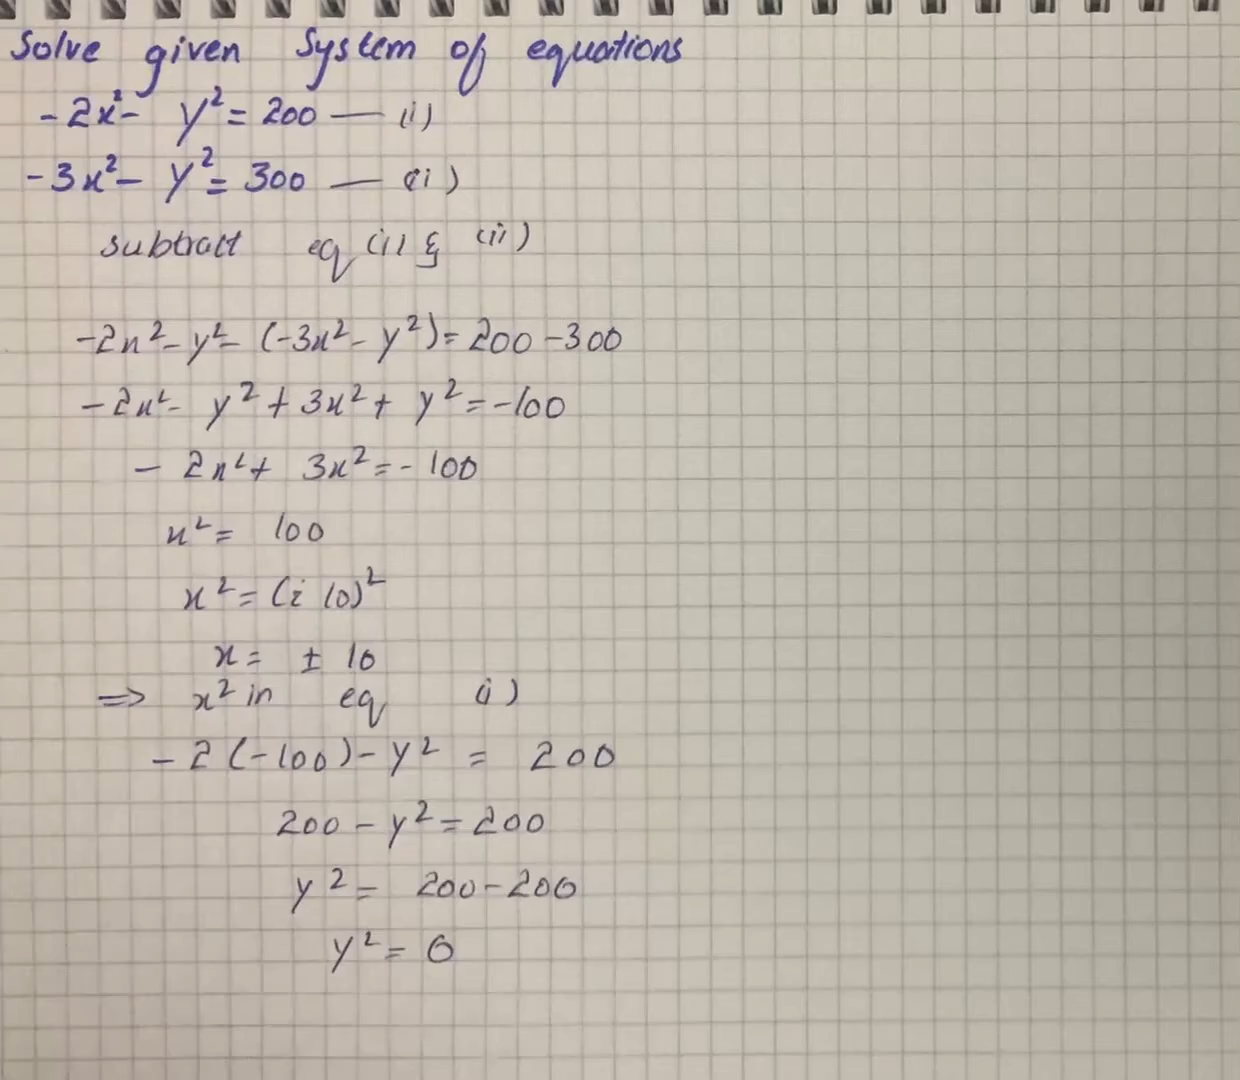 Solve given System of equations
-2x² - y² = 200 — (i)
-3x² - y² = 300 — (i)
subtract eq (i) & (ii)
-2x² - y² - (-3x² - y²) = 200 - 300
-2x² - y² + 3x² + y² = -100
- 2x² + 3x² = - 100
x² = 100
x² = (i 10)²
x = ± 10
⇒ x² in eq (i)
- 2 (-100) - y² = 200
200 - y² = 200
y² = 200 - 200
y² = 0